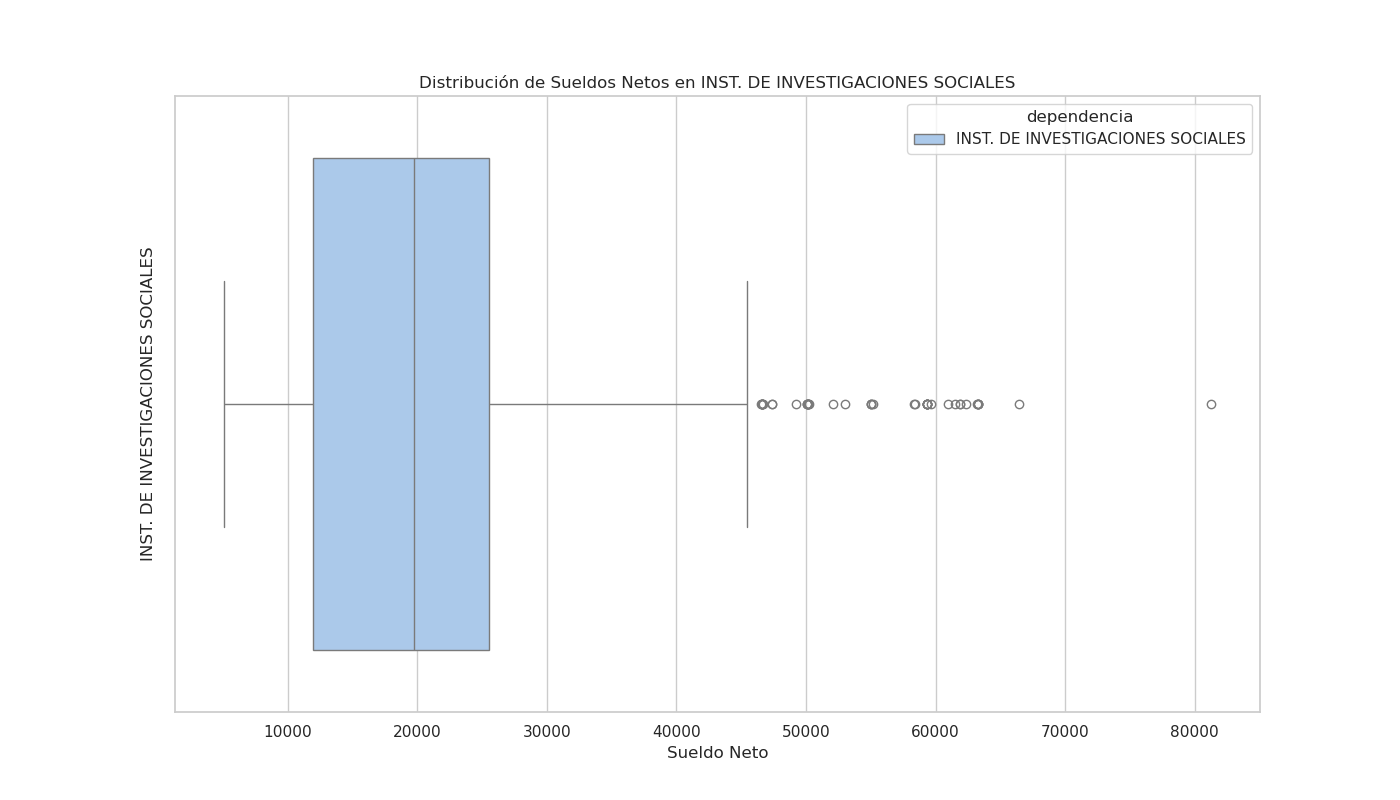 Distribución de Sueldos Netos en INST. DE INVESTIGACIONES SOCIALES
dependencia
INST. DE INVESTIGACIONES SOCIALES
INST. DE INVESTIGACIONES SOCIALES
10000 20000 30000 40000 50000 60000 70000 80000
Sueldo Neto